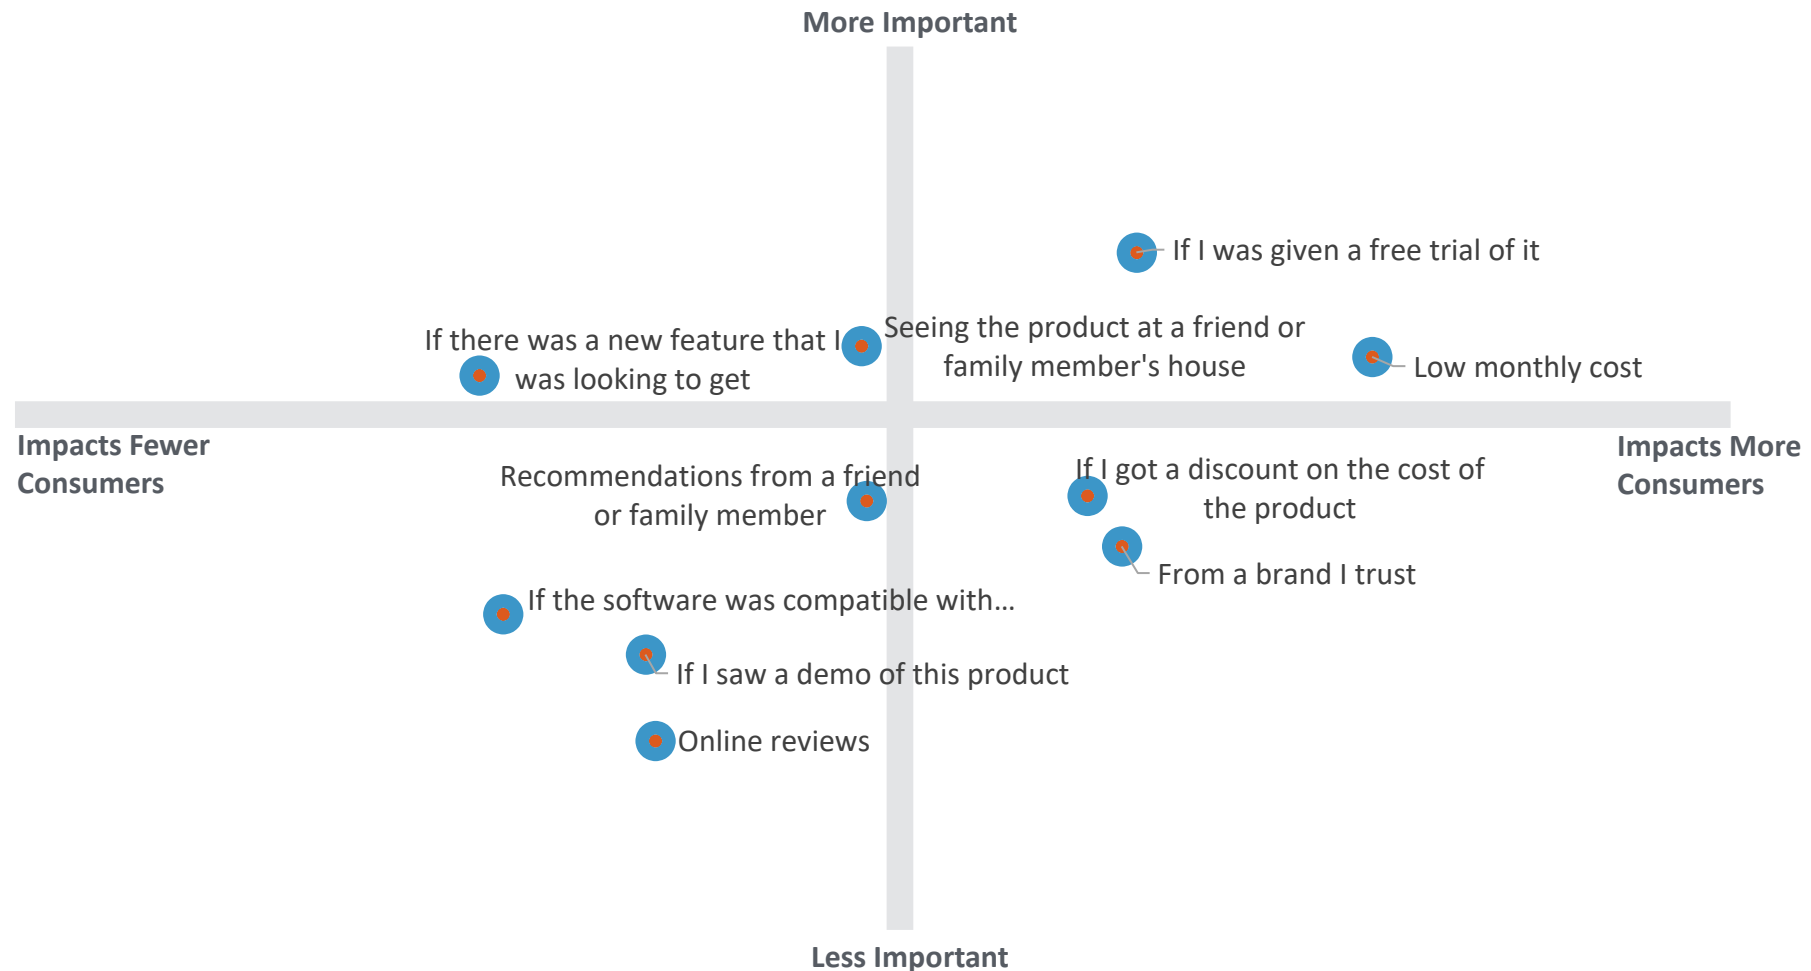 More Important
If I was given a free trial of it
If there was a new feature that I
was looking to get
Seeing the product at a friend or
family member's house
Low monthly cost
Impacts Fewer
Consumers
Impacts More
Consumers
Recommendations from a friend
or family member
If I got a discount on the cost of
the product
From a brand I trust
If the software was compatible with...
If I saw a demo of this product
Online reviews
Less Important